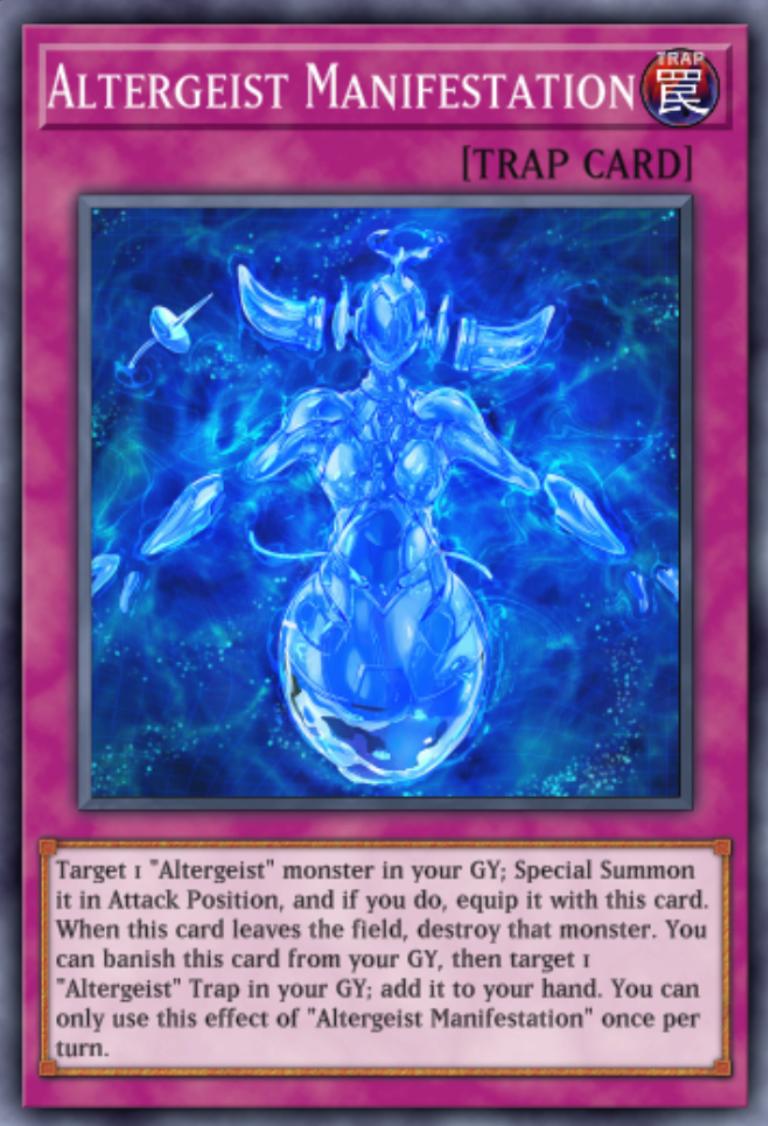 Altergeist Manifestation
TRAP
罠
[TRAP CARD]
Target 1 "Altergeist" monster in your GY; Special Summon
it in Attack Position, and if you do, equip it with this card.
When this card leaves the field, destroy that monster. You
can banish this card from your GY, then target 1
"Altergeist" Trap in your GY; add it to your hand. You can
only use this effect of "Altergeist Manifestation" once per
turn.